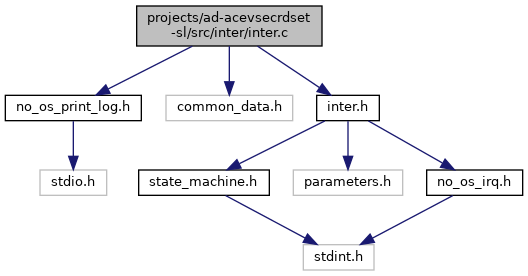 projects/ad-acevsecrdset
-sl/src/inter/inter.c
no_os_print_log.h
common_data.h
inter.h
stdio.h
state_machine.h
parameters.h
no_os_irq.h
stdint.h